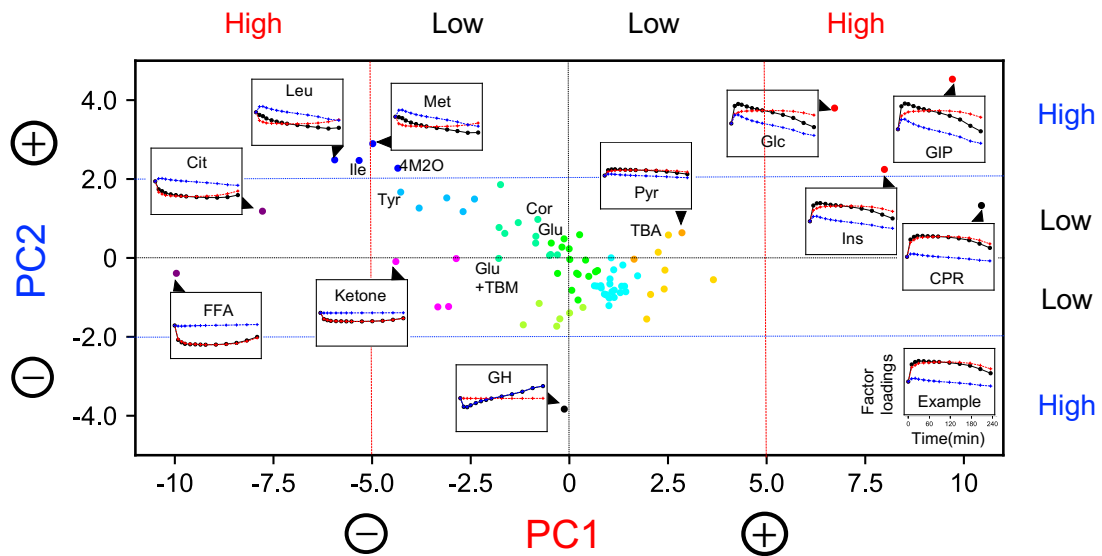 High Low Low High
4.0
2.0
0
-2.0
-4.0
PC2
+
−
Leu
Met
Cit
Ile
4M2O
Tyr
Cor
Glu
Glu
+TBM
Pyr
TBA
Glc
GIP
Ins
CPR
FFA
Ketone
GH
Factor
loadings
Example
0 60 120 180 240
Time(min)
High
Low
Low
High
-10 -7.5 -5.0 -2.5 0 2.5 5.0 7.5 10
− PC1 +